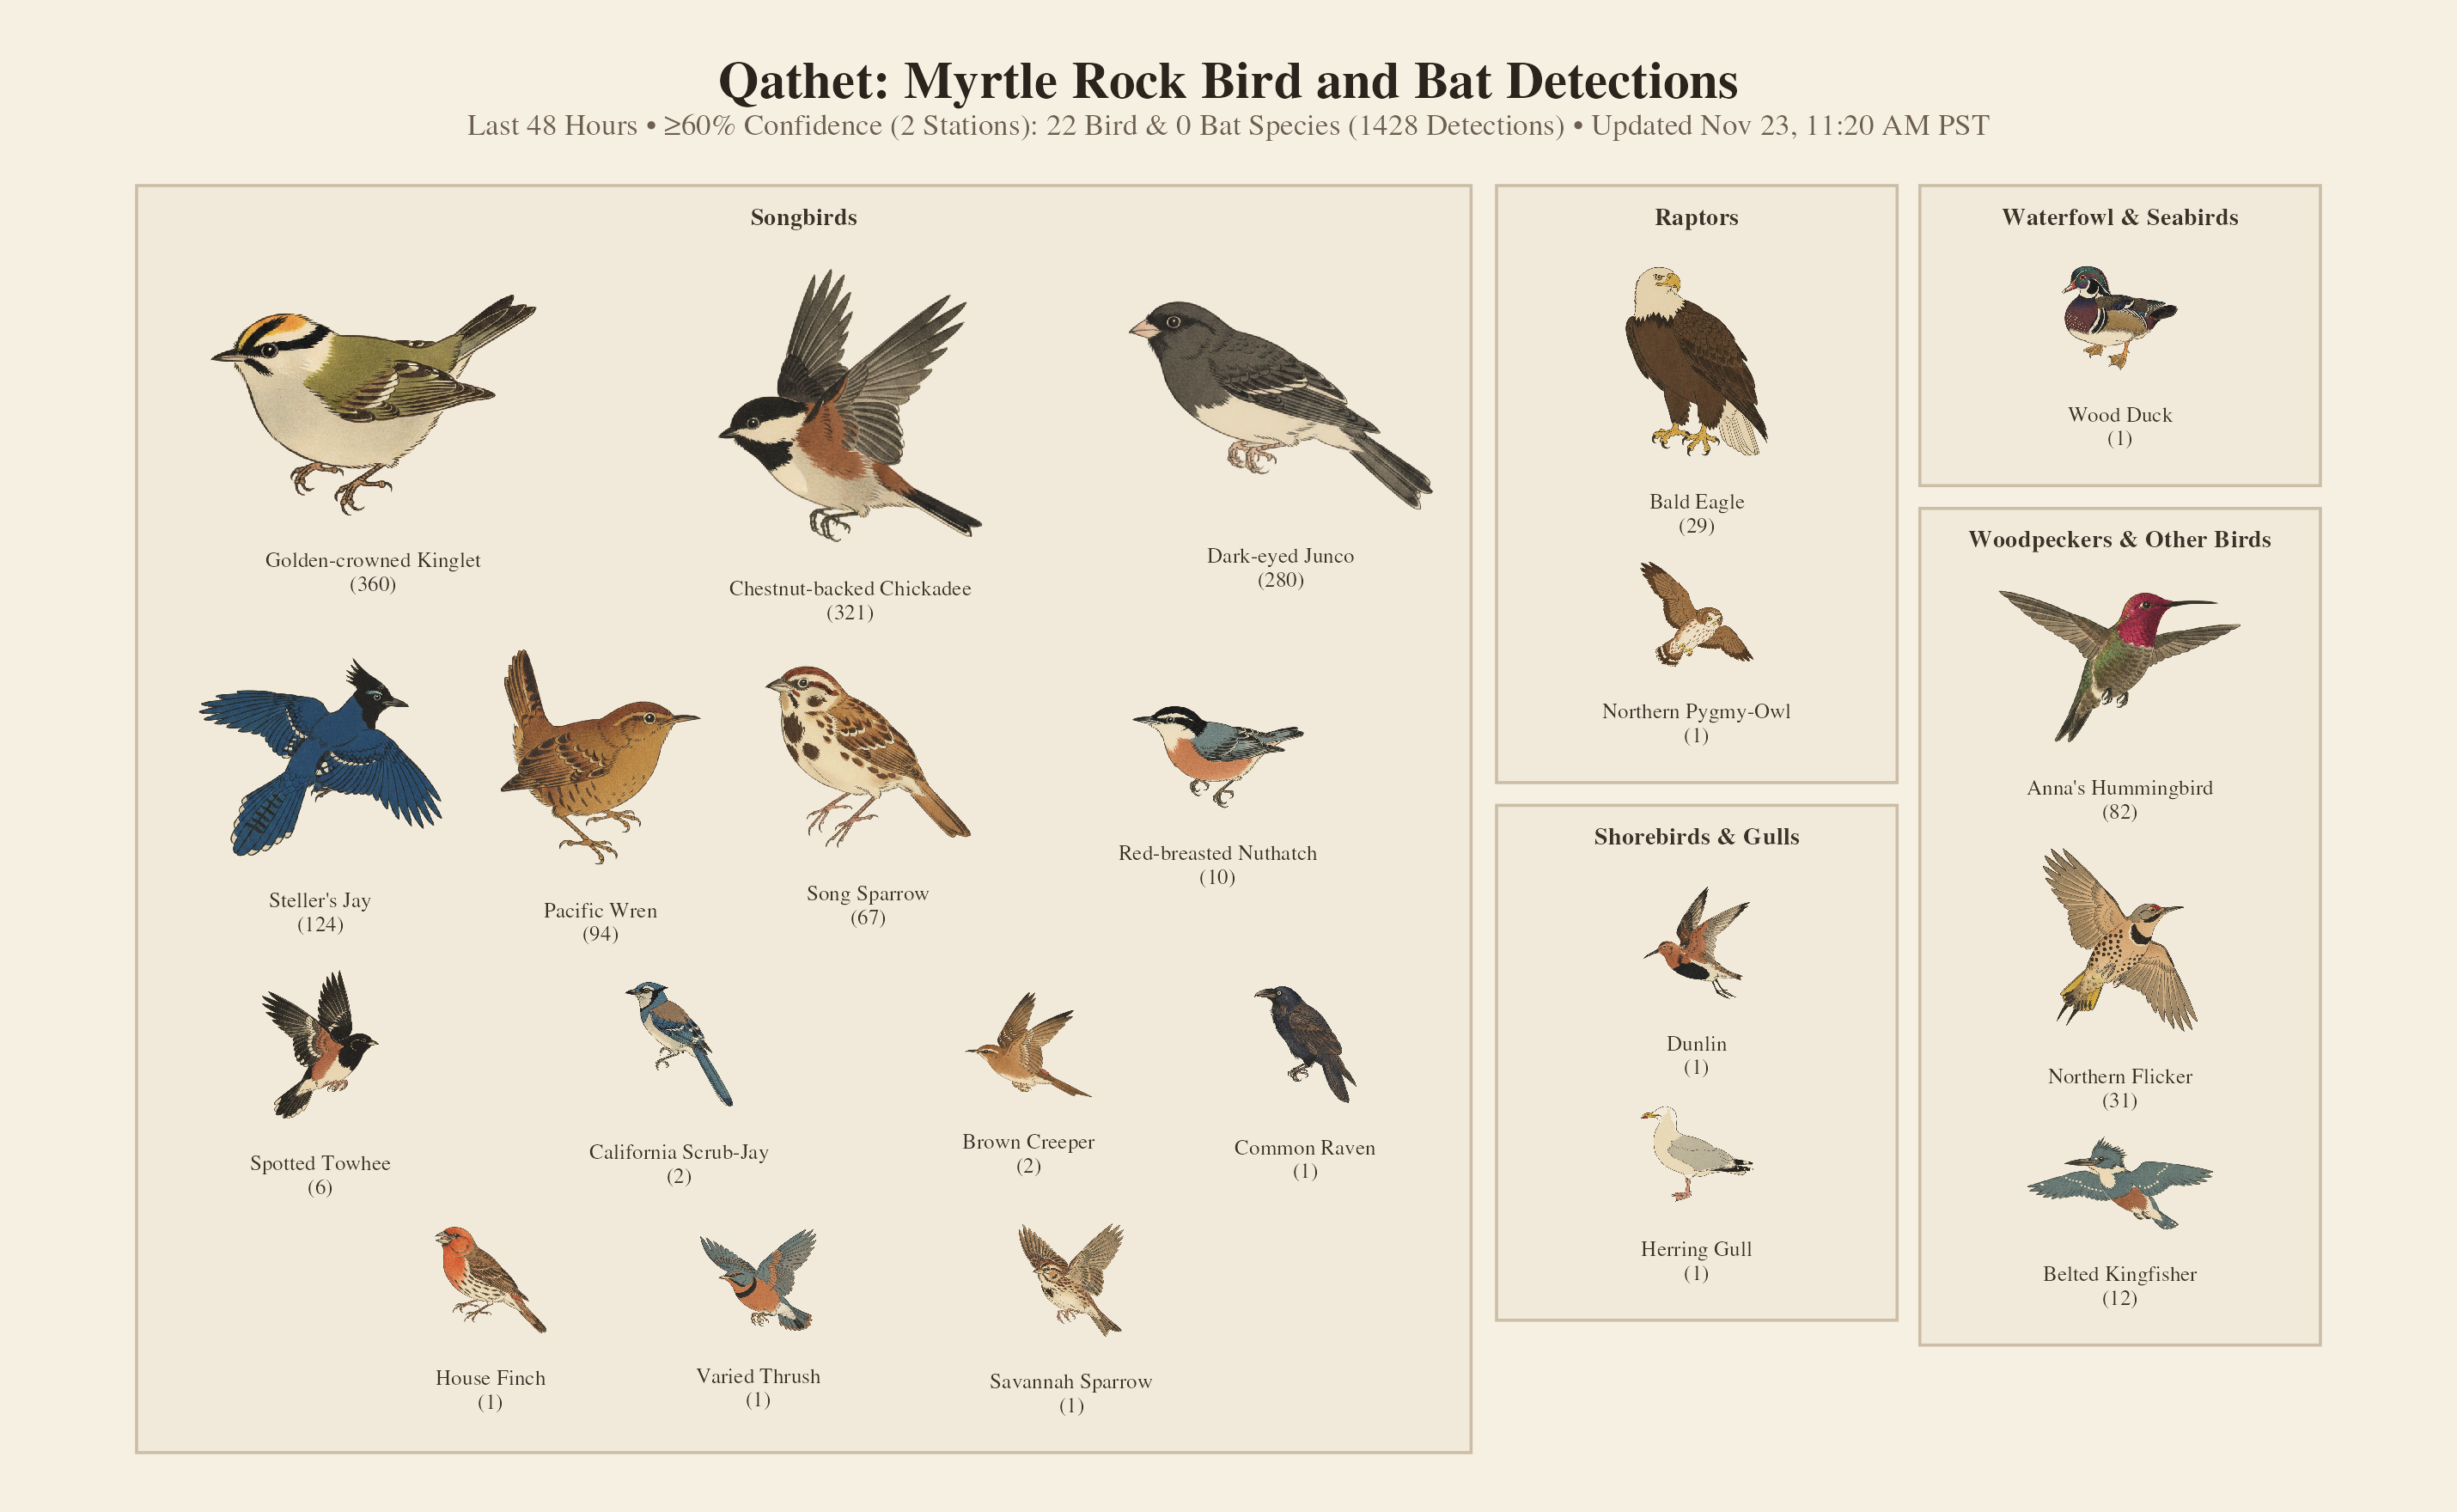 Qathet: Myrtle Rock Bird and Bat Detections
Last 48 Hours • ≥60% Confidence (2 Stations): 22 Bird & 0 Bat Species (1428 Detections) • Updated Nov 23, 11:20 AM PST
Songbirds
Golden-crowned Kinglet
(360)
Chestnut-backed Chickadee
(321)
Dark-eyed Junco
(280)
Steller's Jay
(124)
Pacific Wren
(94)
Song Sparrow
(67)
Red-breasted Nuthatch
(10)
Spotted Towhee
(6)
California Scrub-Jay
(2)
Brown Creeper
(2)
Common Raven
(1)
House Finch
(1)
Varied Thrush
(1)
Savannah Sparrow
(1)
Raptors
Bald Eagle
(29)
Northern Pygmy-Owl
(1)
Shorebirds & Gulls
Dunlin
(1)
Herring Gull
(1)
Waterfowl & Seabirds
Wood Duck
(1)
Woodpeckers & Other Birds
Anna's Hummingbird
(82)
Northern Flicker
(31)
Belted Kingfisher
(12)